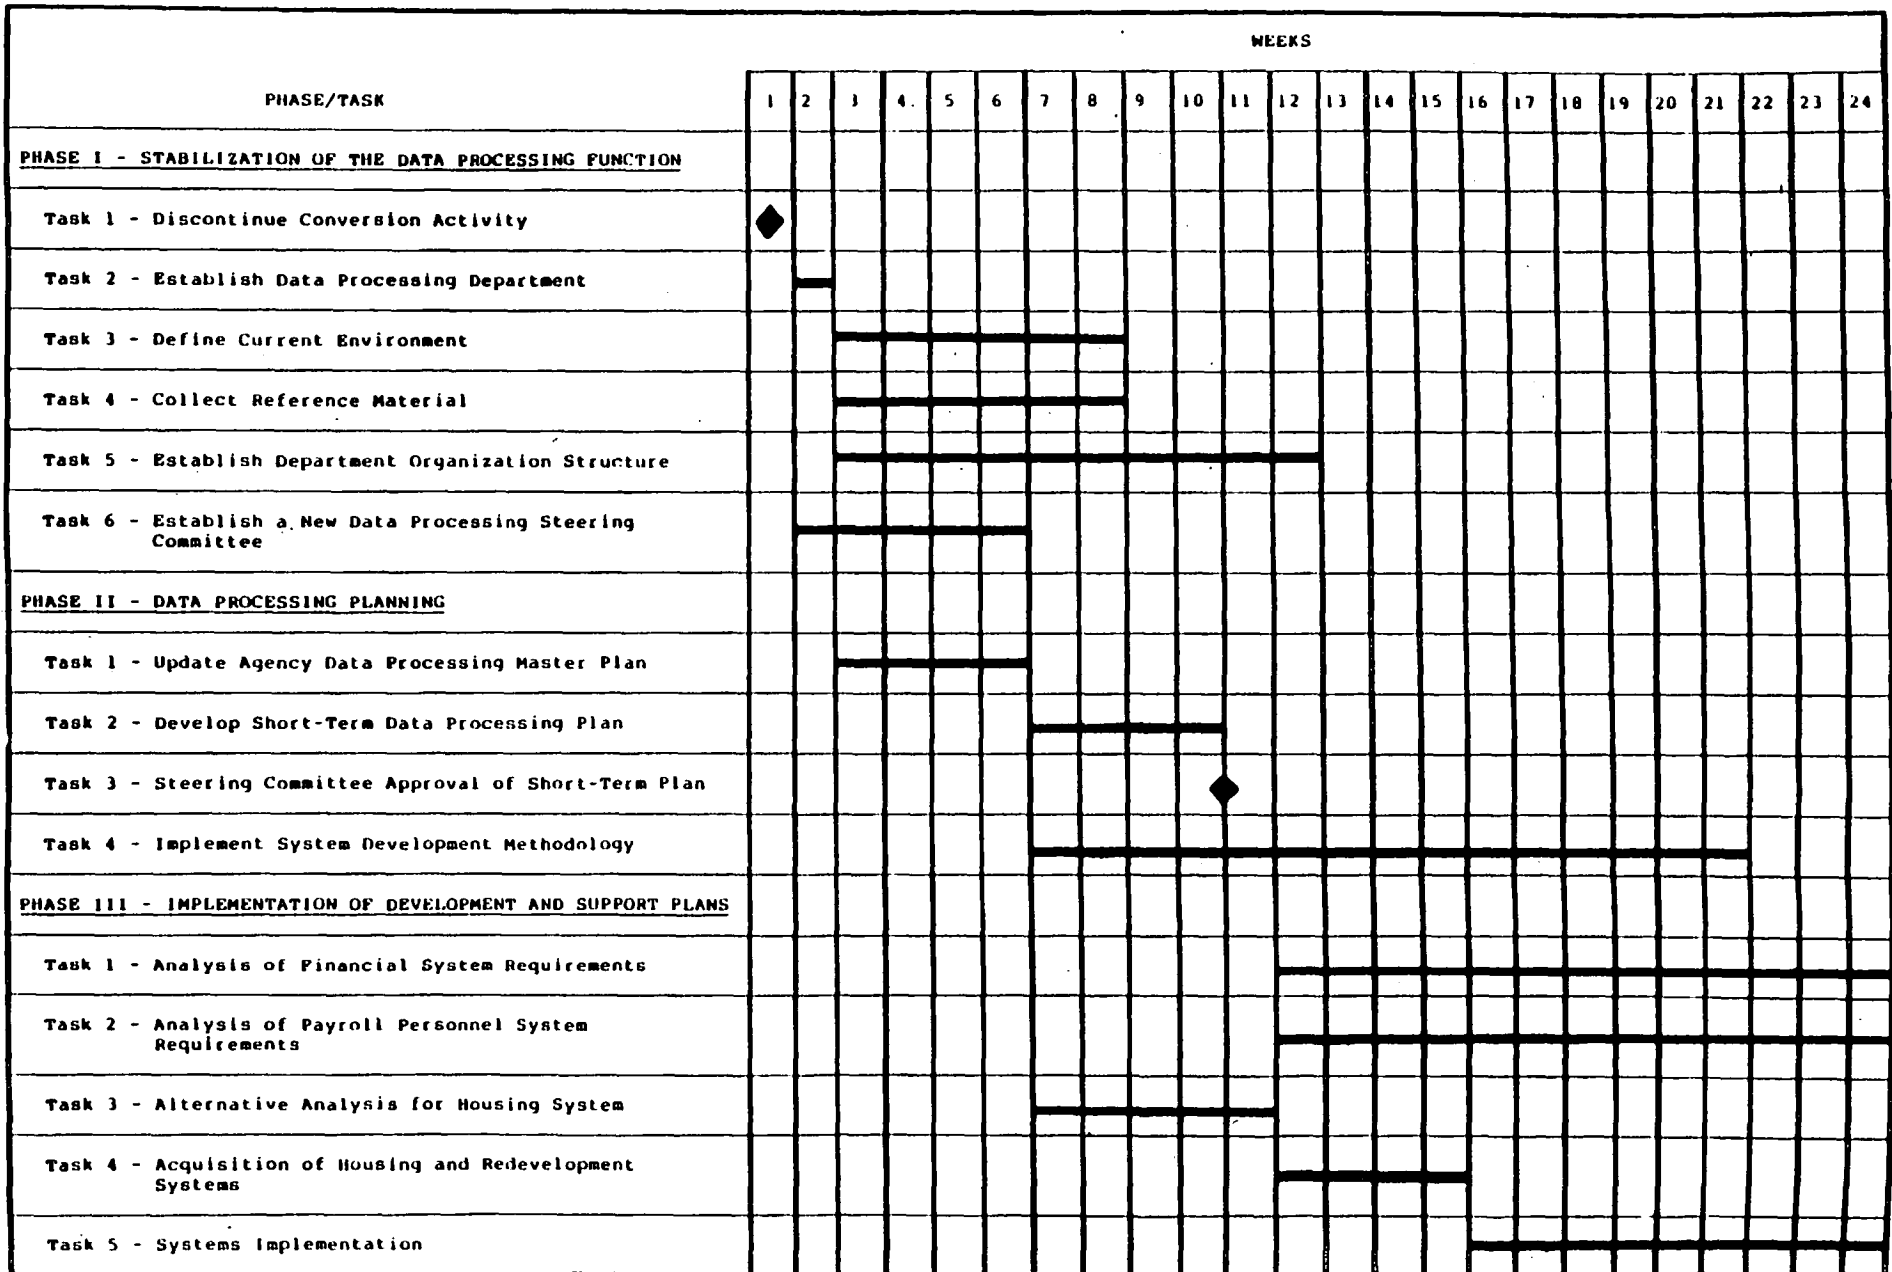 WEEKS
PHASE/TASK 1 2 3 4. 5 6 7 8 9 10 11 12 13 14 15 16 17 18 19 20 21 22 23 24
PHASE I - STABILIZATION OF THE DATA PROCESSING FUNCTION
Task 1 - Discontinue Conversion Activity
Task 2 - Establish Data Processing Department
Task 3 - Define Current Environment
Task 4 - Collect Reference Material
Task 5 - Establish Department Organization Structure
Task 6 - Establish a New Data Processing Steering
Committee
PHASE II - DATA PROCESSING PLANNING
Task 1 - Update Agency Data Processing Master Plan
Task 2 - Develop Short-Term Data Processing Plan
Task 3 - Steering Committee Approval of Short-Term Plan
Task 4 - Implement System Development Methodology
PHASE III - IMPLEMENTATION OF DEVELOPMENT AND SUPPORT PLANS
Task 1 - Analysis of Financial System Requirements
Task 2 - Analysis of Payroll Personnel System
Requirements
Task 3 - Alternative Analysis for Housing System
Task 4 - Acquisition of Housing and Redevelopment
Systems
Task 5 - Systems Implementation